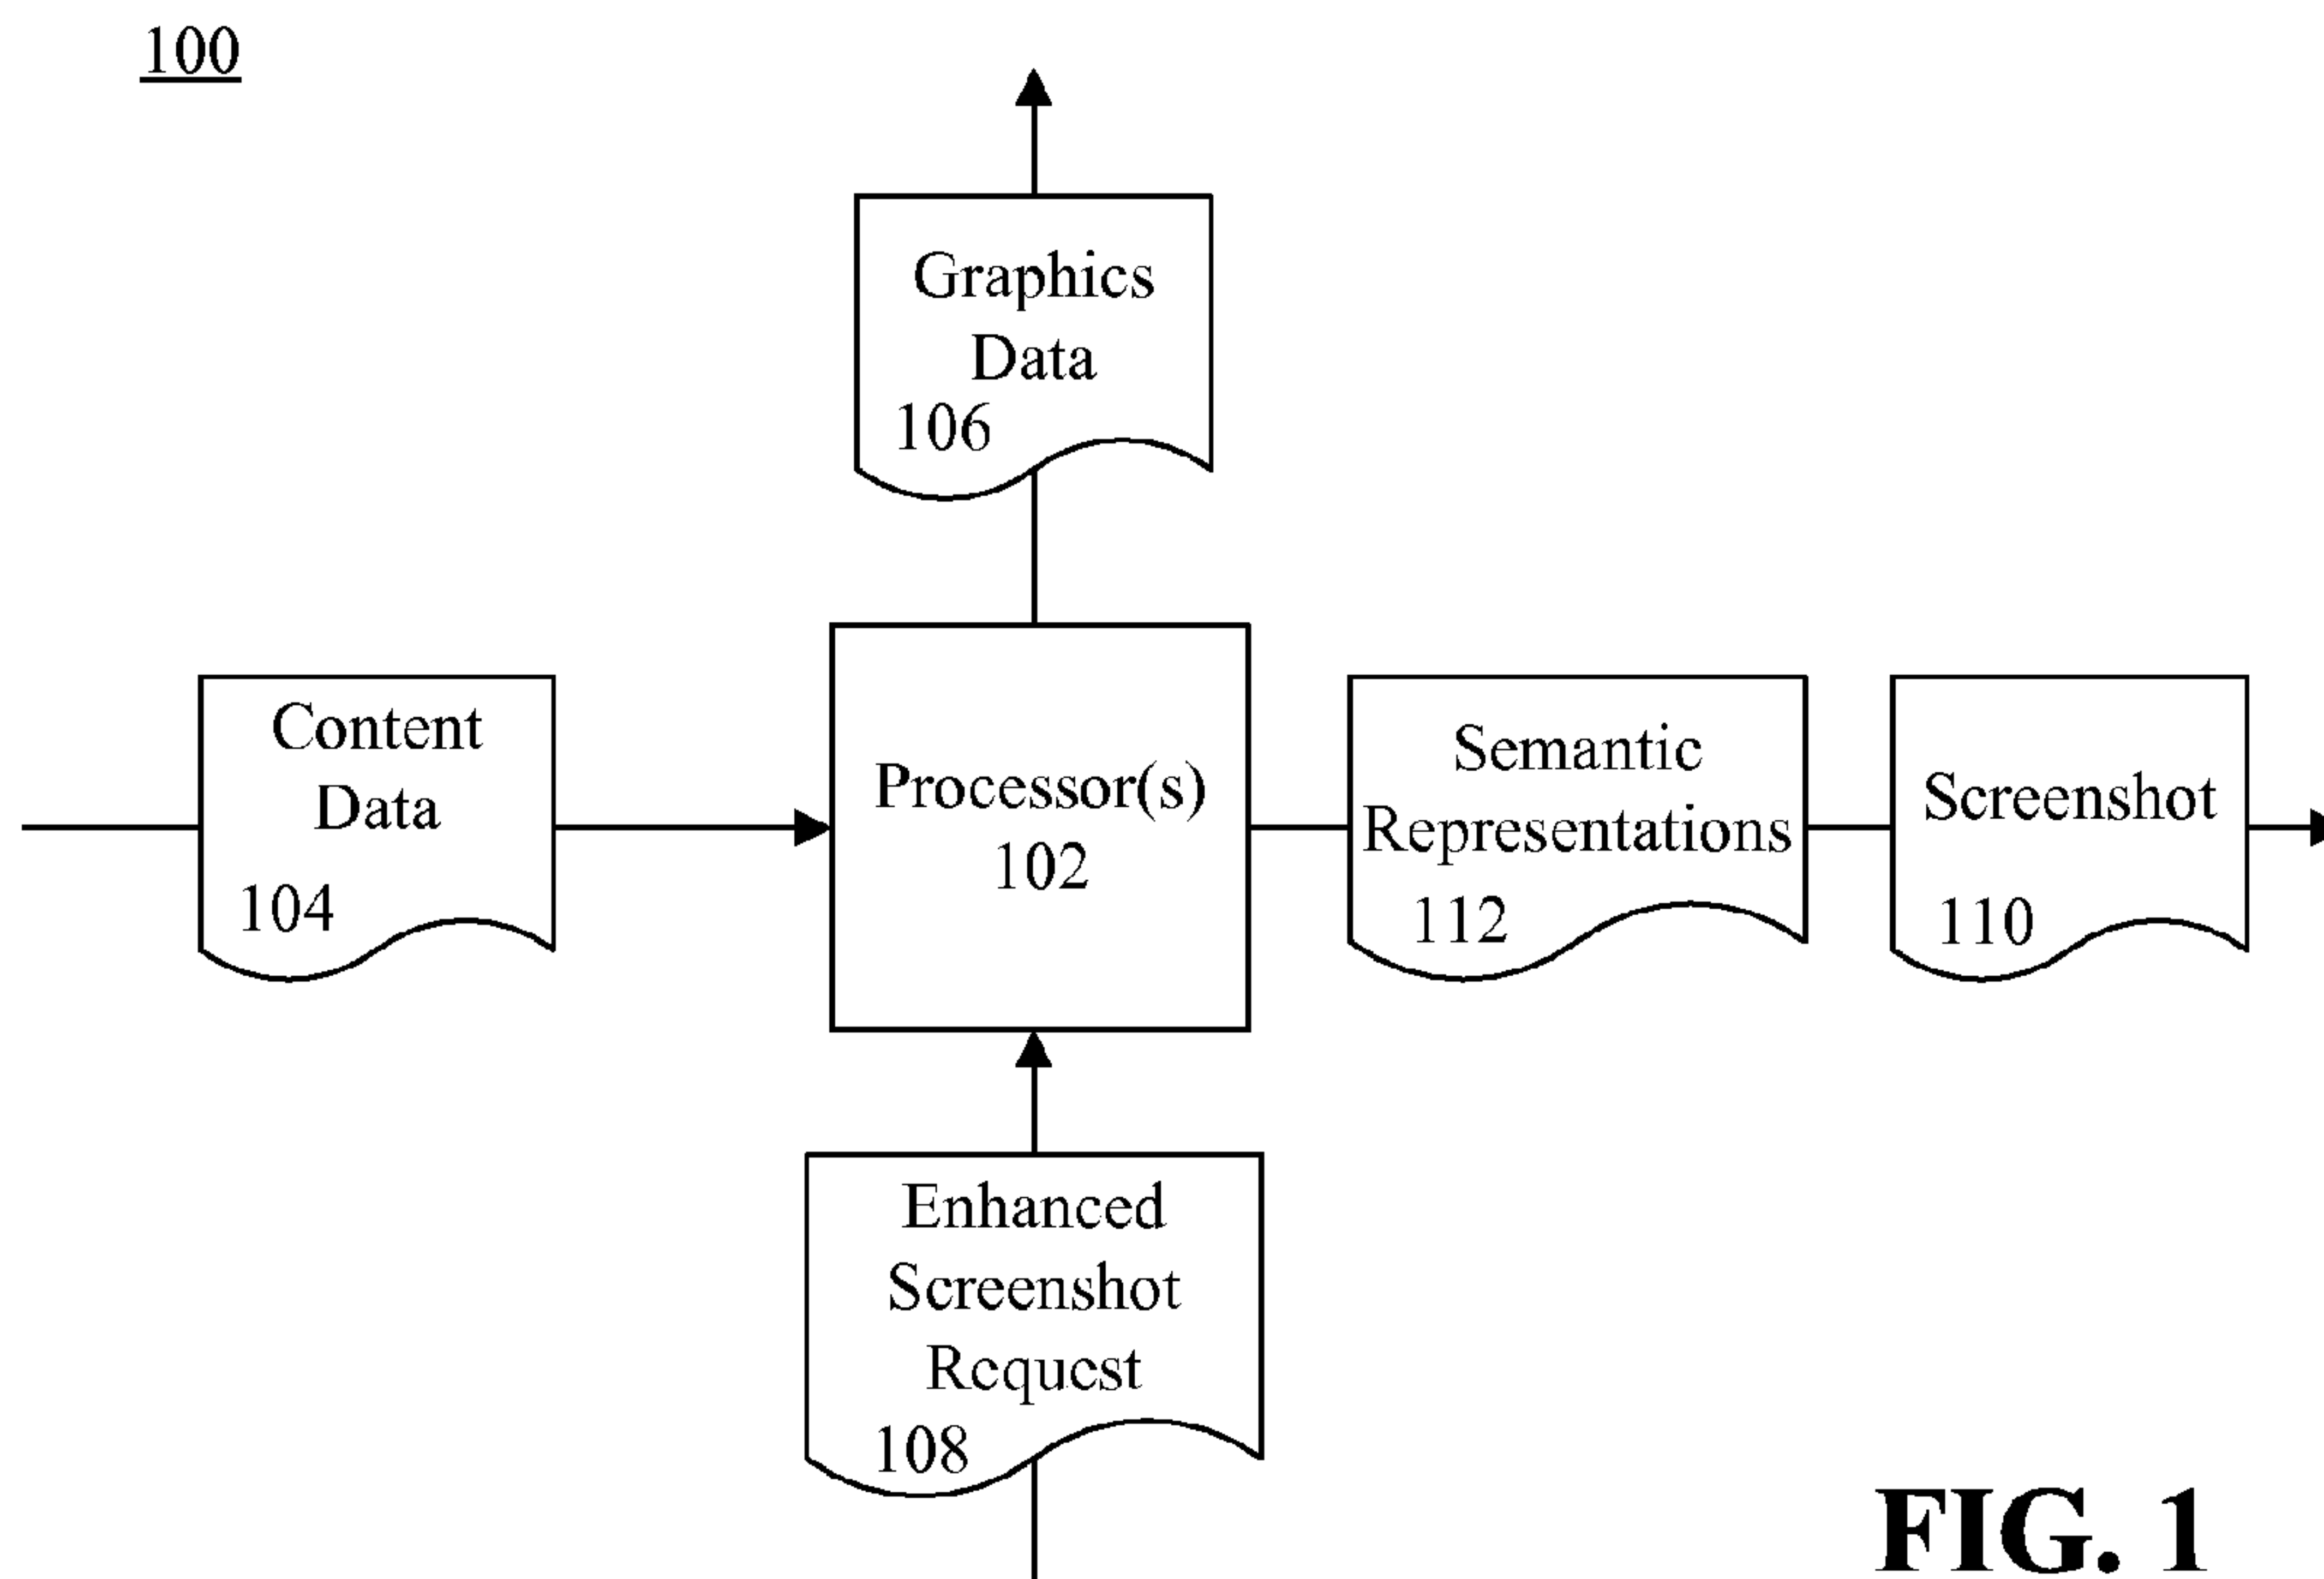 100
Graphics
Data
106
Content
Data
104
Processor(s)
102
Semantic
Representations
112
Screenshot
110
Enhanced
Screenshot
Request
108
FIG. 1